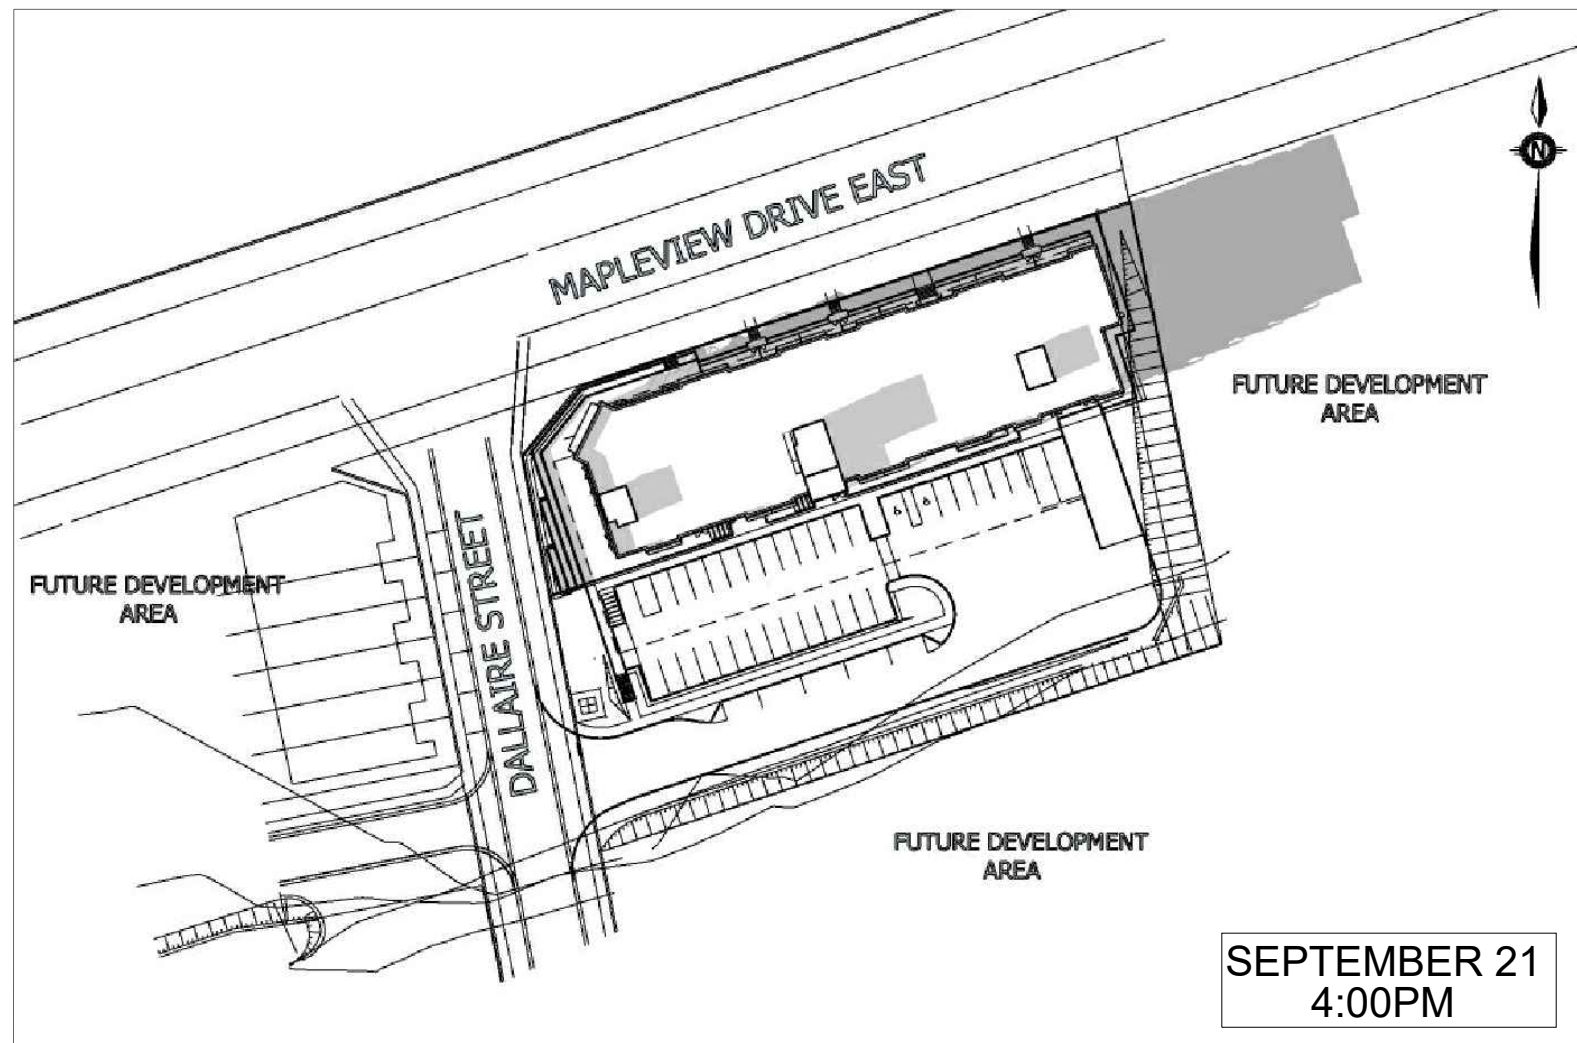 MAPLEVIEW DRIVE EAST
N
FUTURE DEVELOPMENT
AREA
DALLAIRE STREET
FUTURE DEVELOPMENT
AREA
FUTURE DEVELOPMENT
AREA
SEPTEMBER 21
4:00PM